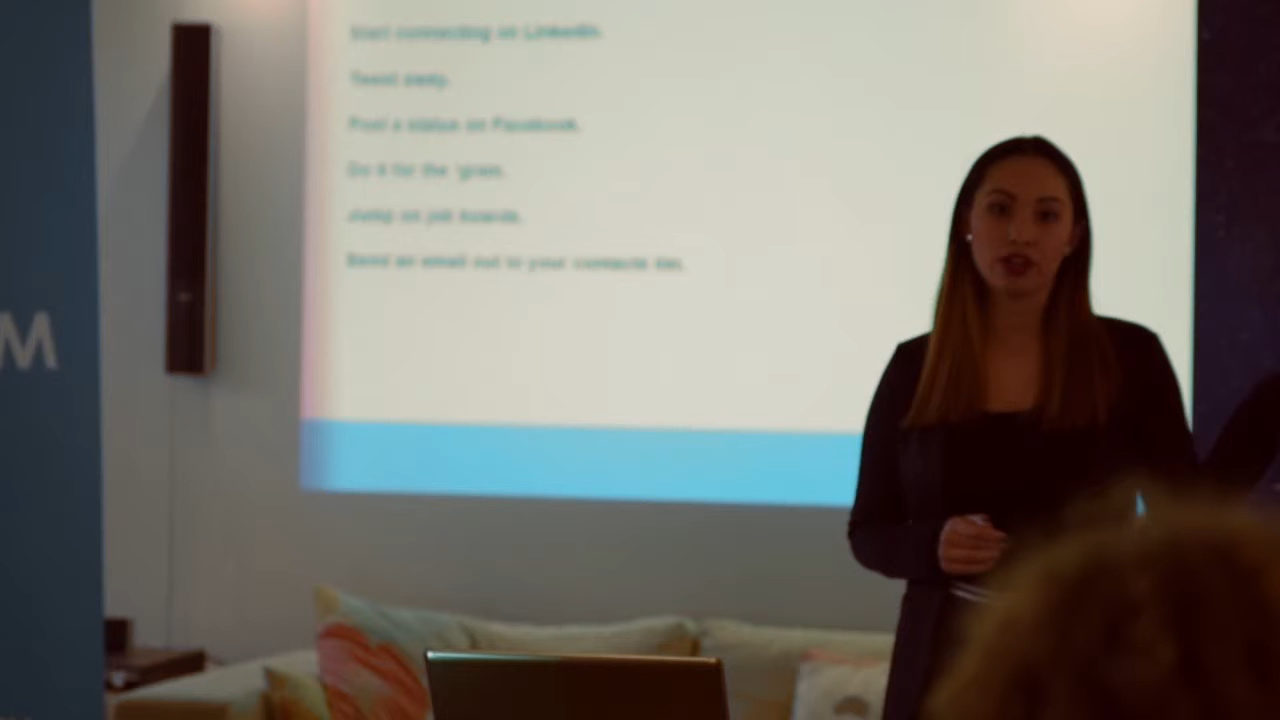 Start connecting on LinkedIn.
Tweet away.
Post a status on Facebook.
Do it for the 'gram.
Jump on job boards.
Send an email out to your contacts list.
M